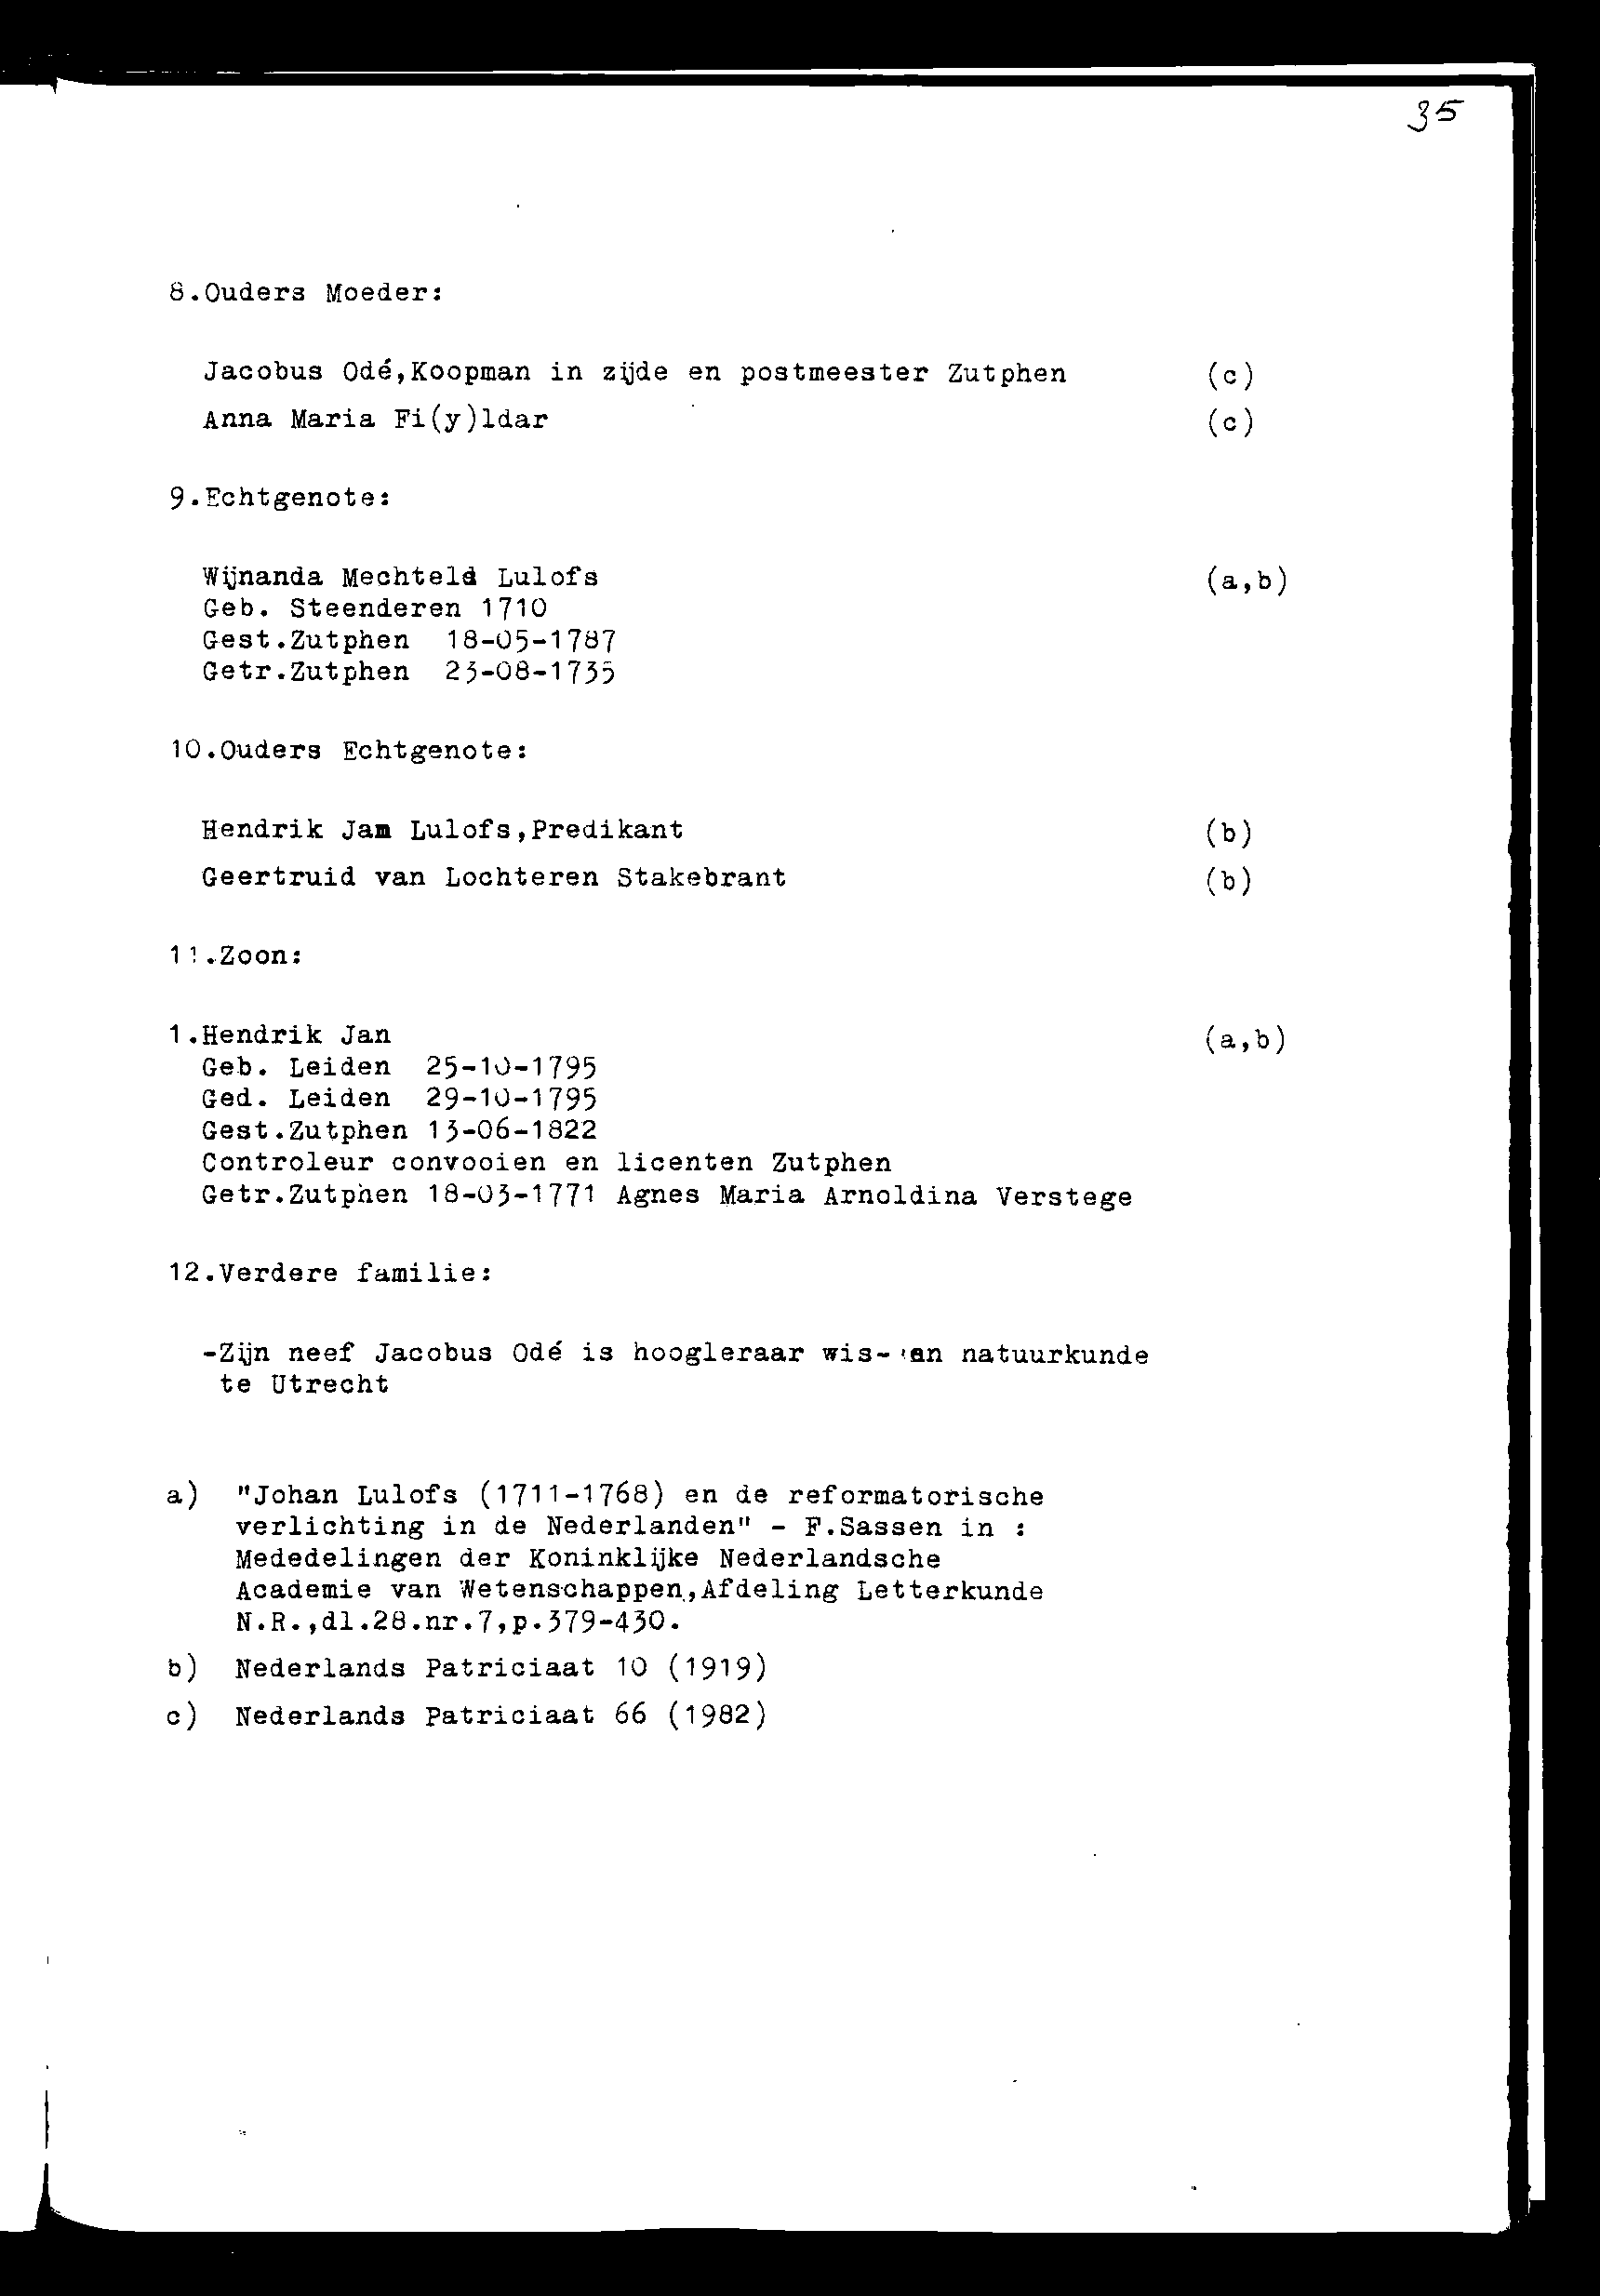 35
8.Ouders Moeder:
Jacobus Odé,Koopman in zijde en postmeester Zutphen (c)
Anna Maria Fi(y)ldar (c)
9.Echtgenote:
Wijnanda Mechteld Lulofs (a,b)
Geb. Steenderen 1710
Gest.Zutphen 18-05-1787
Getr.Zutphen 23-08-1735
10.Ouders Echtgenote:
Hendrik Jam Lulofs,Predikant (b)
Geertruid van Lochteren Stakebrant (b)
11.Zoon:
1.Hendrik Jan (a,b)
Geb. Leiden 25-10-1795
Ged. Leiden 29-10-1795
Gest.Zutphen 13-06-1822
Controleur convooien en licenten Zutphen
Getr.Zutphen 18-03-1771 Agnes Maria Arnoldina Verstege
12.Verdere familie:
-Zijn neef Jacobus Odé is hoogleraar wis- en natuurkunde
te Utrecht
a) "Johan Lulofs (1711-1768) en de reformatorische
verlichting in de Nederlanden" - F.Sassen in :
Mededelingen der Koninklijke Nederlandsche
Academie van Wetenschappen,Afdeling Letterkunde
N.R.,dl.28.nr.7,p.379-430.
b) Nederlands Patriciaat 10 (1919)
c) Nederlands Patriciaat 66 (1982)